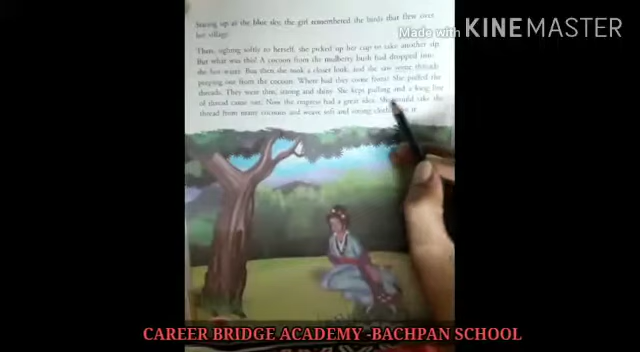 Made with KINEMASTER
Staring up at the blue sky, the girl remembered the birds that flew over
her village.
Then, sighing softly to herself, she picked up her cup to take another sip.
But what was this! A cocoon from the mulberry bush had dropped into
the hot water. But then she took a closer look, and she saw some threads
popping out from the cocoon. Where had they come from? She pulled the
threads. They were thin, strong and shiny. She kept pulling and a long line
of thread came out. Now the empress had a great idea. She could take the
thread from many cocoons and weave soft and strong cloth it
CAREER BRIDGE ACADEMY -BACHPAN SCHOOL